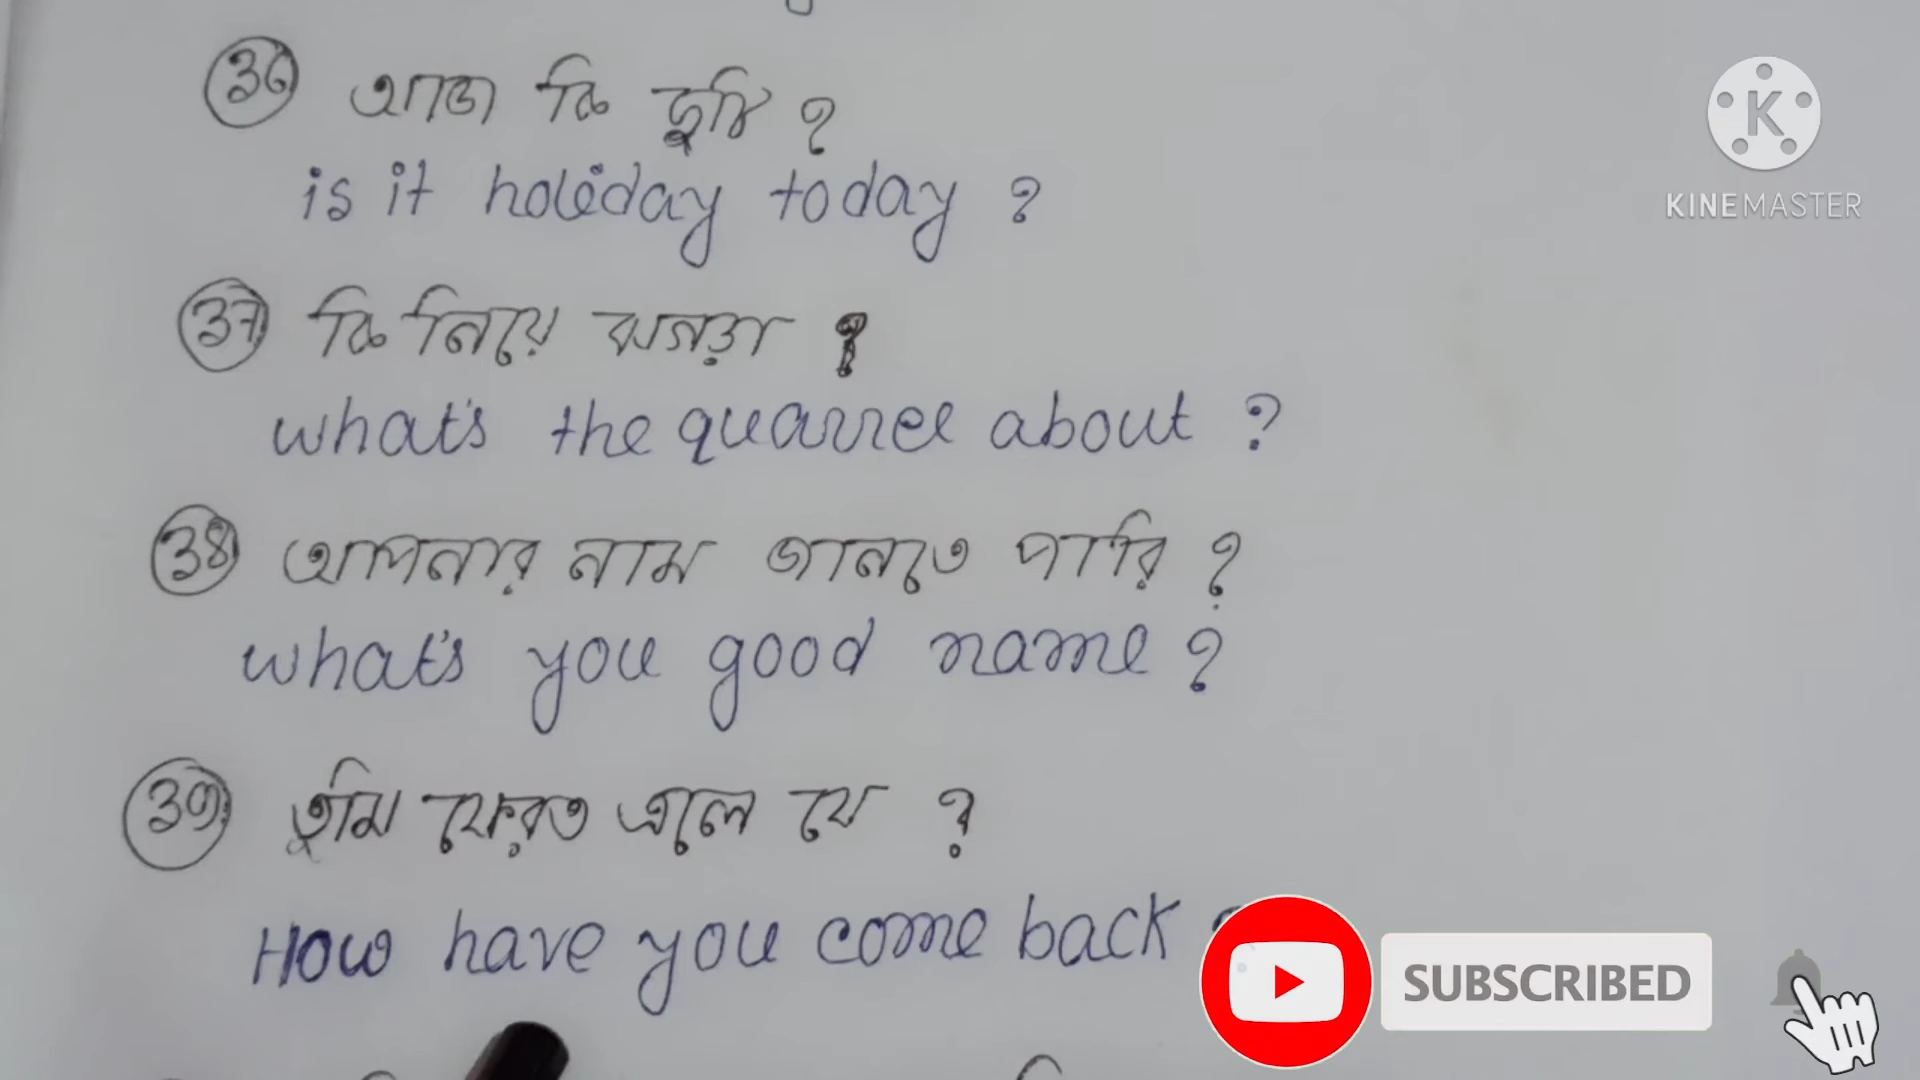 36 আজ কি ছুটি ?
is it holiday today ?
KINEMASTER
37 কি নিয়ে ঝগড়া ?
what's the quarrel about ?
38 আপনার নাম জানতে পারি ?
what's you good name ?
39 তুমি ফেরত এলে যে ?
How have you come back ?
SUBSCRIBED